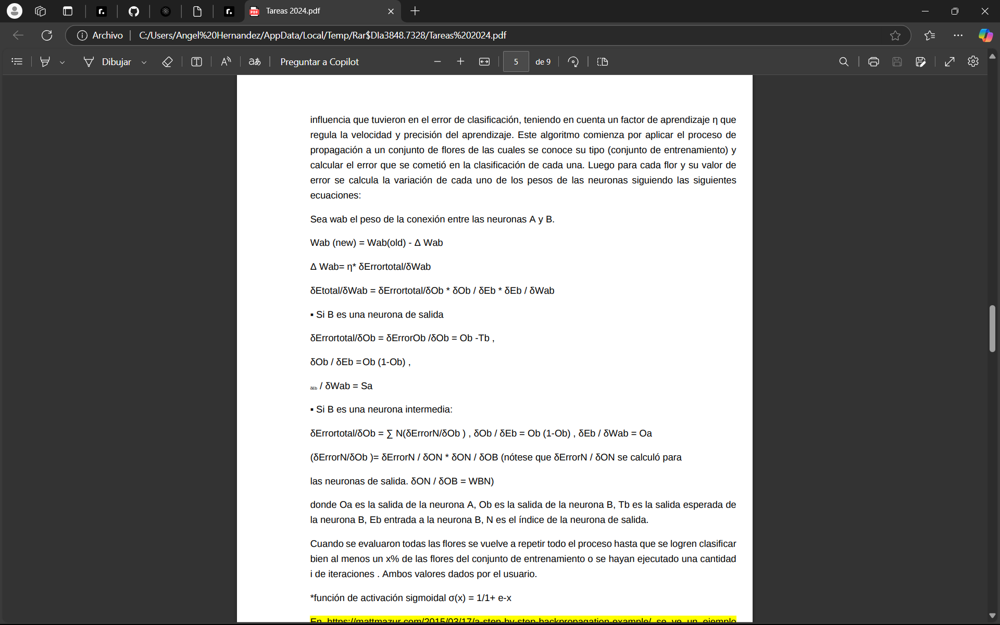 Tareas 2024.pdf
Archivo
C:/Users/Angel%20Hernandez/AppData/Local/Temp/Rar$DIa3848.7328/Tareas%202024.pdf
Dibujar
Preguntar a Copilot
5 de 9
influencia que tuvieron en el error de clasificación, teniendo en cuenta un factor de aprendizaje η que
regula la velocidad y precisión del aprendizaje. Este algoritmo comienza por aplicar el proceso de
propagación a un conjunto de flores de las cuales se conoce su tipo (conjunto de entrenamiento) y
calcular el error que se cometió en la clasificación de cada una. Luego para cada flor y su valor de
error se calcula la variación de cada uno de los pesos de las neuronas siguiendo las siguientes
ecuaciones:
Sea wab el peso de la conexión entre las neuronas A y B.
Wab (new) = Wab(old) - Δ Wab
Δ Wab= η* δErrortotal/δWab
δEtotal/δWab = δErrortotal/δOb * δOb / δEb * δEb / δWab
▪ Si B es una neurona de salida
δErrortotal/δOb = δErrorOb /δOb = Ob -Tb ,
δOb / δEb =Ob (1-Ob) ,
δEb / δWab = Sa
▪ Si B es una neurona intermedia:
δErrortotal/δOb = ∑ N(δErrorN/δOb ) , δOb / δEb = Ob (1-Ob) , δEb / δWab = Oa
(δErrorN/δOb )= δErrorN / δON * δON / δOB (nótese que δErrorN / δON se calculó para
las neuronas de salida. δON / δOB = WBN)
donde Oa es la salida de la neurona A, Ob es la salida de la neurona B, Tb es la salida esperada de
la neurona B, Eb entrada a la neurona B, N es el índice de la neurona de salida.
Cuando se evaluaron todas las flores se vuelve a repetir todo el proceso hasta que se logren clasificar
bien al menos un x% de las flores del conjunto de entrenamiento o se hayan ejecutado una cantidad
i de iteraciones . Ambos valores dados por el usuario.
*función de activación sigmoidal σ(x) = 1/1+ e-x
En https://mattmazur.com/2015/03/17/a-step-by-step-backpropagation-example/ se ve un ejemplo